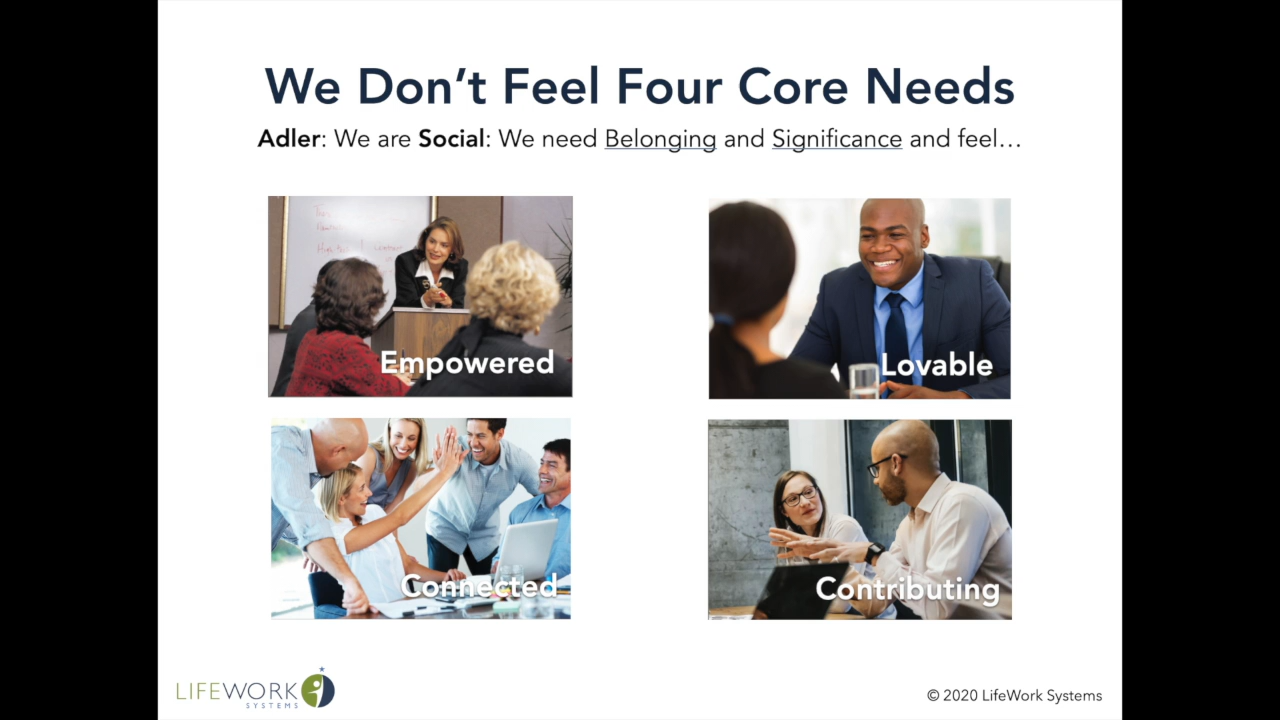 We Don't Feel Four Core Needs
Adler: We are Social: We need Belonging and Significance and feel...
Empowered
Lovable
Connected
Contributing
LIFEWORK
SYSTEMS
© 2020 LifeWork Systems